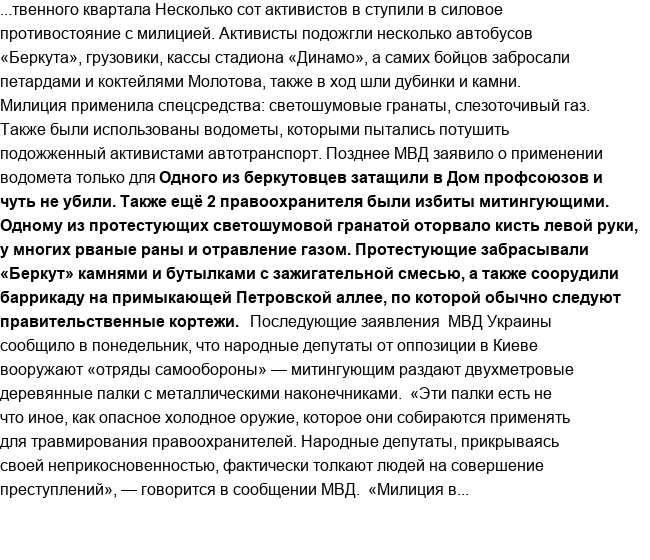 ...твенного квартала Несколько сот активистов в ступили в силовое
противостояние с милицией. Активисты подожгли несколько автобусов
«Беркута», грузовики, кассы стадиона «Динамо», а самих бойцов забросали
петардами и коктейлями Молотова, также в ход шли дубинки и камни.
Милиция применила спецсредства: светошумовые гранаты, слезоточивый газ.
Также были использованы водометы, которыми пытались потушить
подожженный активистами автотранспорт. Позднее МВД заявило о применении
водомета только для Одного из беркутовцев затащили в Дом профсоюзов и
чуть не убили. Также ещё 2 правоохранителя были избиты митингующими.
Одному из протестующих светошумовой гранатой оторвало кисть левой руки,
у многих рваные раны и отравление газом. Протестующие забрасывали
«Беркут» камнями и бутылками с зажигательной смесью, а также соорудили
баррикаду на примыкающей Петровской аллее, по которой обычно следуют
правительственные кортежи. Последующие заявления МВД Украины
сообщило в понедельник, что народные депутаты от оппозиции в Киеве
вооружают «отряды самообороны» — митингующим раздают двухметровые
деревянные палки с металлическими наконечниками. «Эти палки есть не
что иное, как опасное холодное оружие, которое они собираются применять
для травмирования правоохранителей. Народные депутаты, прикрываясь
своей неприкосновенностью, фактически толкают людей на совершение
преступлений», — говорится в сообщении МВД. «Милиция в...